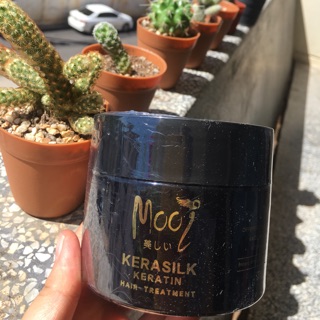 Mooi
美しい
KERASILK
KERATIN
HAIR-TREATMENT